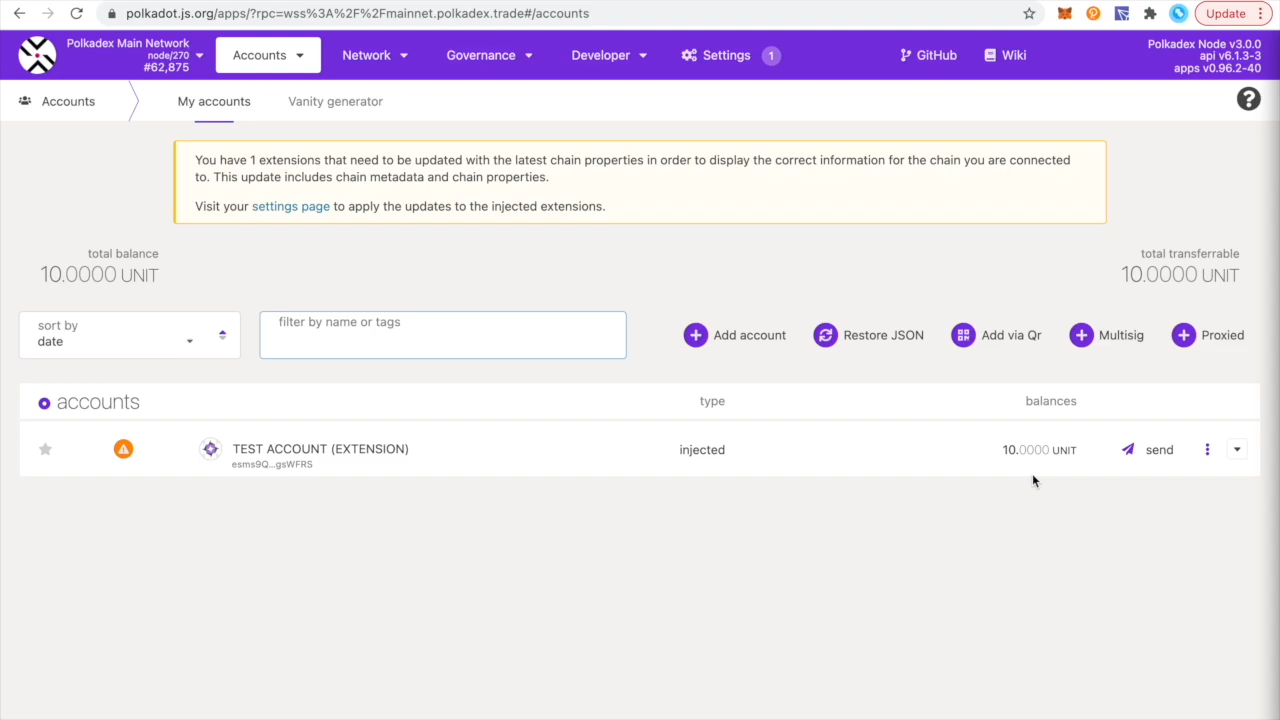 polkadot.js.org/apps/?rpc=wss%3A%2F%2Fmainnet.polkadex.trade#/accounts
Update
Polkadex Main Network
node/270
#62,875
Accounts
Network
Governance
Developer
Settings
1
GitHub
Wiki
Polkadex Node v3.0.0
api v6.1.3-3
apps v0.96.2-40
Accounts
My accounts
Vanity generator
You have 1 extensions that need to be updated with the latest chain properties in order to display the correct information for the chain you are connected
to. This update includes chain metadata and chain properties.
Visit your settings page to apply the updates to the injected extensions.
total balance
10.0000 UNIT
total transferrable
10.0000 UNIT
sort by
date
filter by name or tags
Add account
Restore JSON
Add via Qr
Multisig
Proxied
accounts
type
balances
TEST ACCOUNT (EXTENSION)
esms9Q...gsWFRS
injected
10.0000 UNIT
send